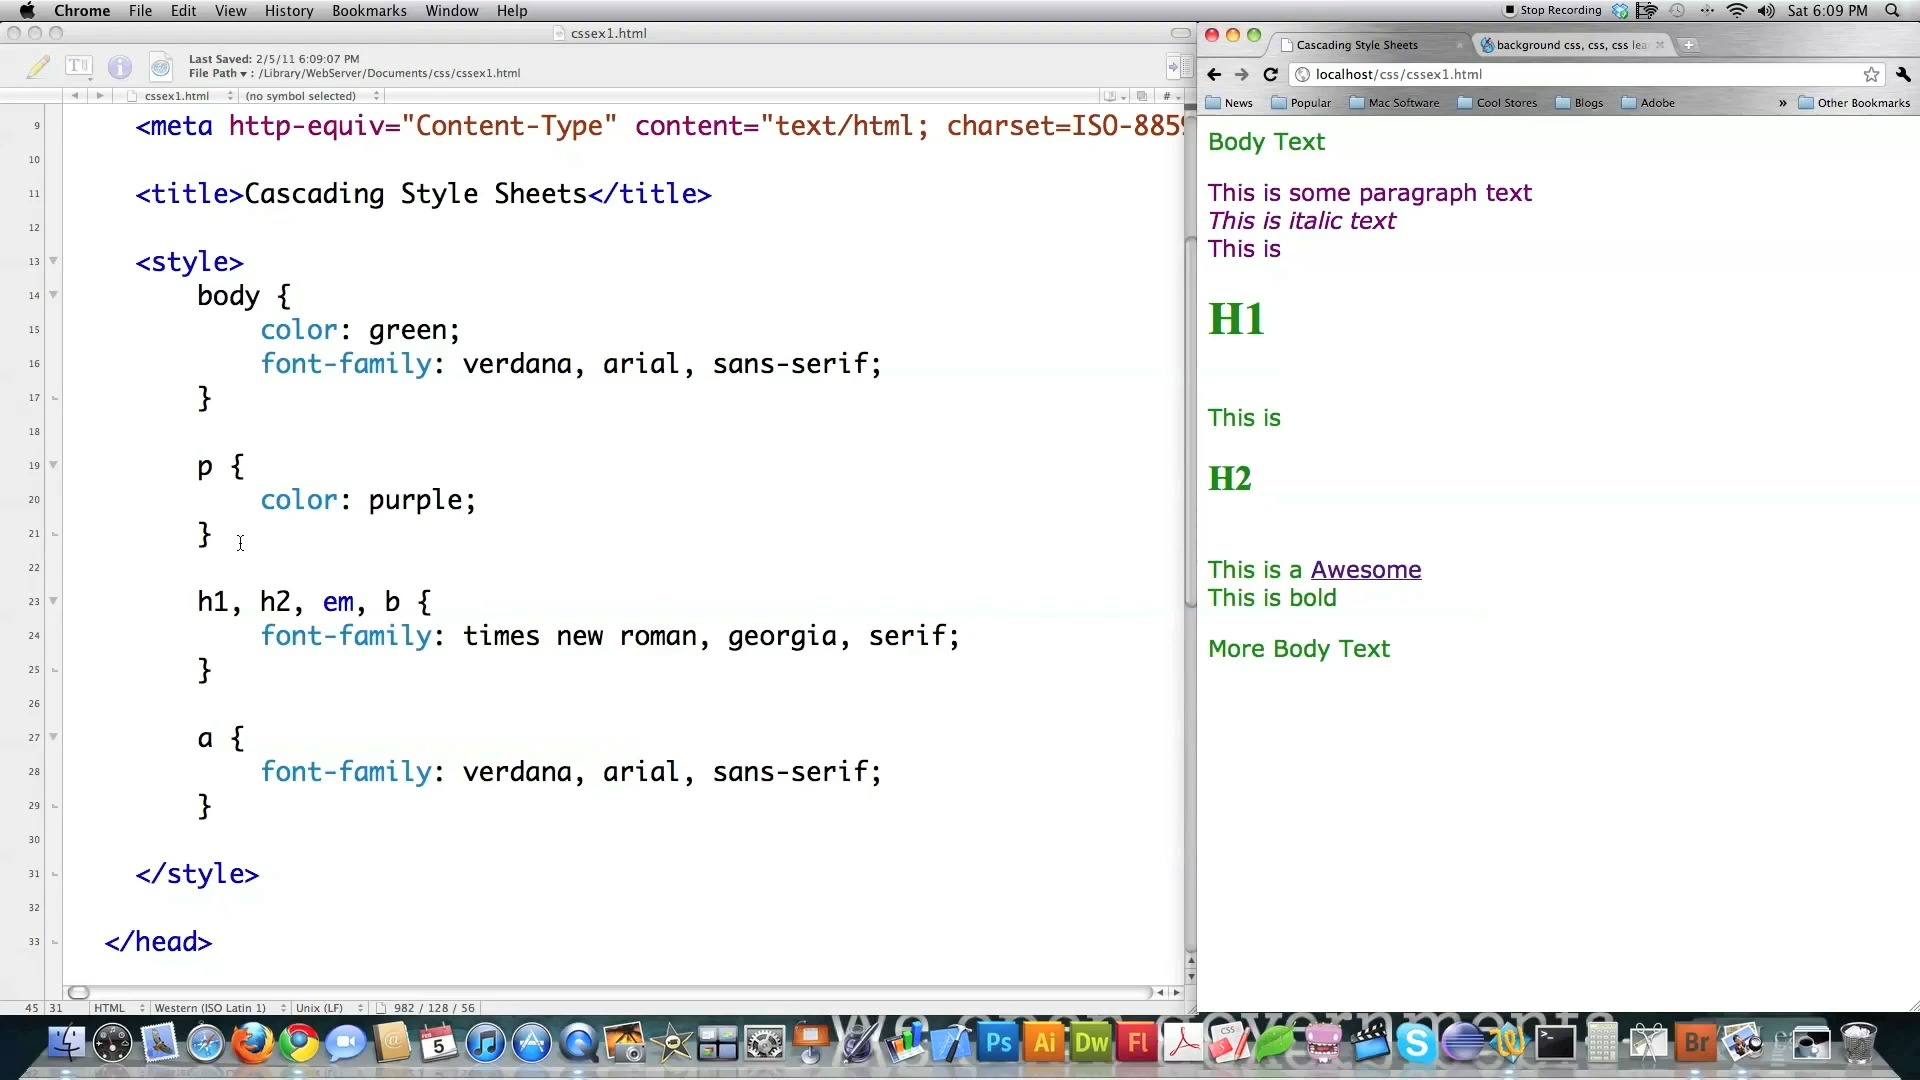 Chrome File Edit View History Bookmarks Window Help
Stop Recording Sat 6:09 PM
cssex1.html
Last Saved: 2/5/11 6:09:07 PM
File Path ▾ : /Library/WebServer/Documents/css/cssex1.html
cssex1.html (no symbol selected) #
9 <meta http-equiv="Content-Type" content="text/html; charset=ISO-885
10
11 <title>Cascading Style Sheets</title>
12
13 <style>
14 body {
15 color: green;
16 font-family: verdana, arial, sans-serif;
17 }
18
19 p {
20 color: purple;
21 }
22
23 h1, h2, em, b {
24 font-family: times new roman, georgia, serif;
25 }
26
27 a {
28 font-family: verdana, arial, sans-serif;
29 }
30
31 </style>
32
33 </head>
45 31 HTML Western (ISO Latin 1) Unix (LF) 982 / 128 / 56
Cascading Style Sheets
background css, css, css lea
localhost/css/cssex1.html
News Popular Mac Software Cool Stores Blogs Adobe » Other Bookmarks
Body Text
This is some paragraph text
This is italic text
This is
H1
This is
H2
This is a Awesome
This is bold
More Body Text
5 Ps Ai Dw Fl CSS Br